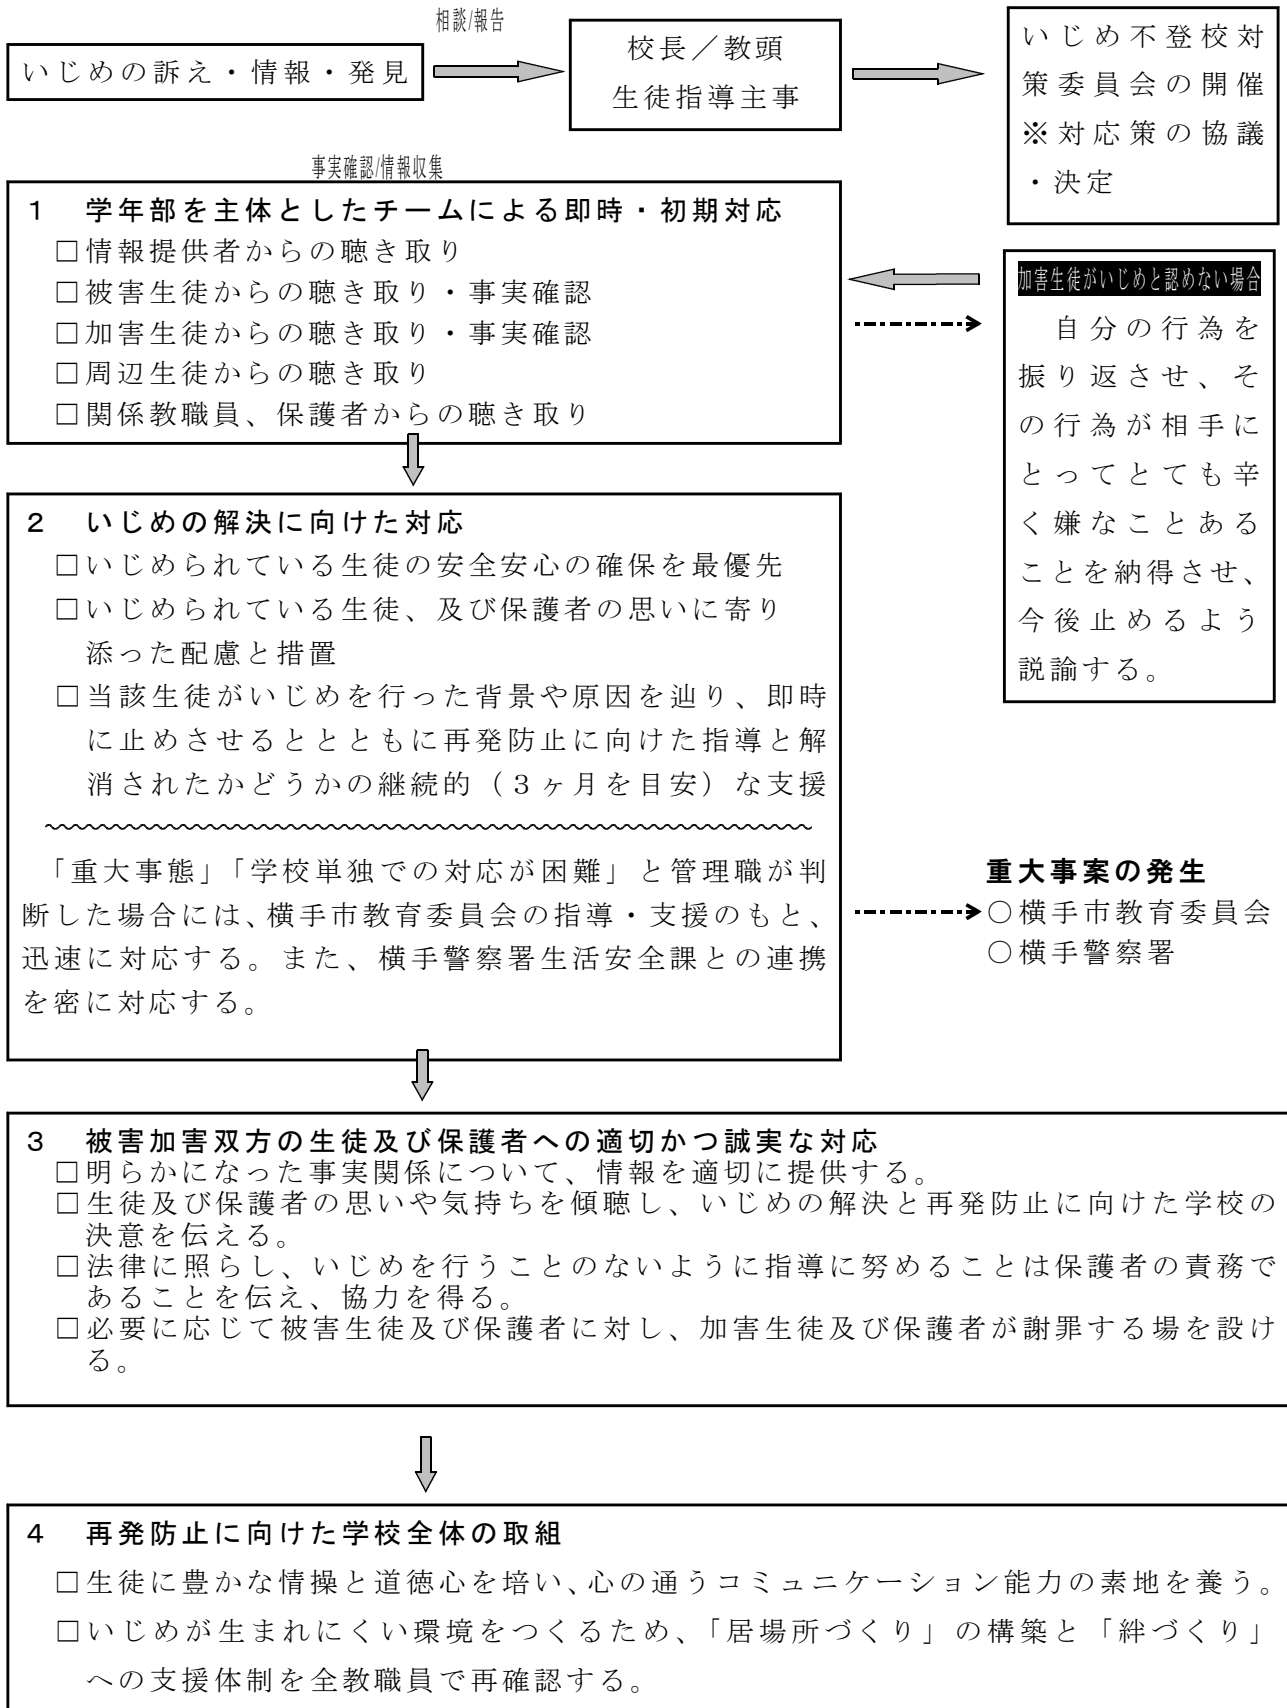 相談/報告
いじめの訴え・情報・発見
校長／教頭
生徒指導主事
いじめ不登校対
策委員会の開催
※対応策の協議
・決定
事実確認/情報収集
１　学年部を主体としたチームによる即時・初期対応
□情報提供者からの聴き取り
□被害生徒からの聴き取り・事実確認
□加害生徒からの聴き取り・事実確認
□周辺生徒からの聴き取り
□関係教職員、保護者からの聴き取り
加害生徒がいじめと認めない場合
自分の行為を
振り返させ、そ
の行為が相手に
とってとても辛
く嫌なことある
ことを納得させ、
今後止めるよう
説諭する。
２　いじめの解決に向けた対応
□いじめられている生徒の安全安心の確保を最優先
□いじめられている生徒、及び保護者の思いに寄り
添った配慮と措置
□当該生徒がいじめを行った背景や原因を辿り、即時
に止めさせるととともに再発防止に向けた指導と解
消されたかどうかの継続的（３ヶ月を目安）な支援
「重大事態」「学校単独での対応が困難」と管理職が判
断した場合には、横手市教育委員会の指導・支援のもと、
迅速に対応する。また、横手警察署生活安全課との連携
を密に対応する。
重大事案の発生
○横手市教育委員会
○横手警察署
３　被害加害双方の生徒及び保護者への適切かつ誠実な対応
□明らかになった事実関係について、情報を適切に提供する。
□生徒及び保護者の思いや気持ちを傾聴し、いじめの解決と再発防止に向けた学校の
決意を伝える。
□法律に照らし、いじめを行うことのないように指導に努めることは保護者の責務で
あることを伝え、協力を得る。
□必要に応じて被害生徒及び保護者に対し、加害生徒及び保護者が謝罪する場を設け
る。
４　再発防止に向けた学校全体の取組
□生徒に豊かな情操と道徳心を培い、心の通うコミュニケーション能力の素地を養う。
□いじめが生まれにくい環境をつくるため、「居場所づくり」の構築と「絆づくり」
への支援体制を全教職員で再確認する。